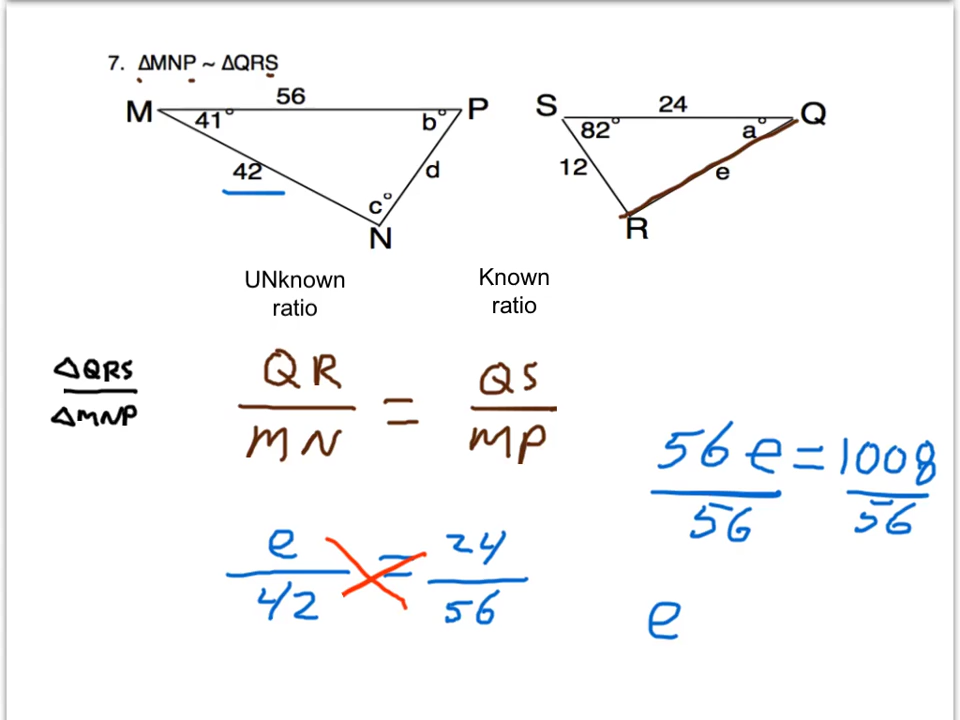 7. ΔMNP ~ ΔQRS
M 56 P S 24 Q
41° b° 82° a°
42 d 12 e
c°
N R
UNknown ratio
Known ratio
ΔQRS / ΔMNP
QR / MN = QS / MP
56e / 56 = 1008 / 56
e / 42 = 24 / 56
e